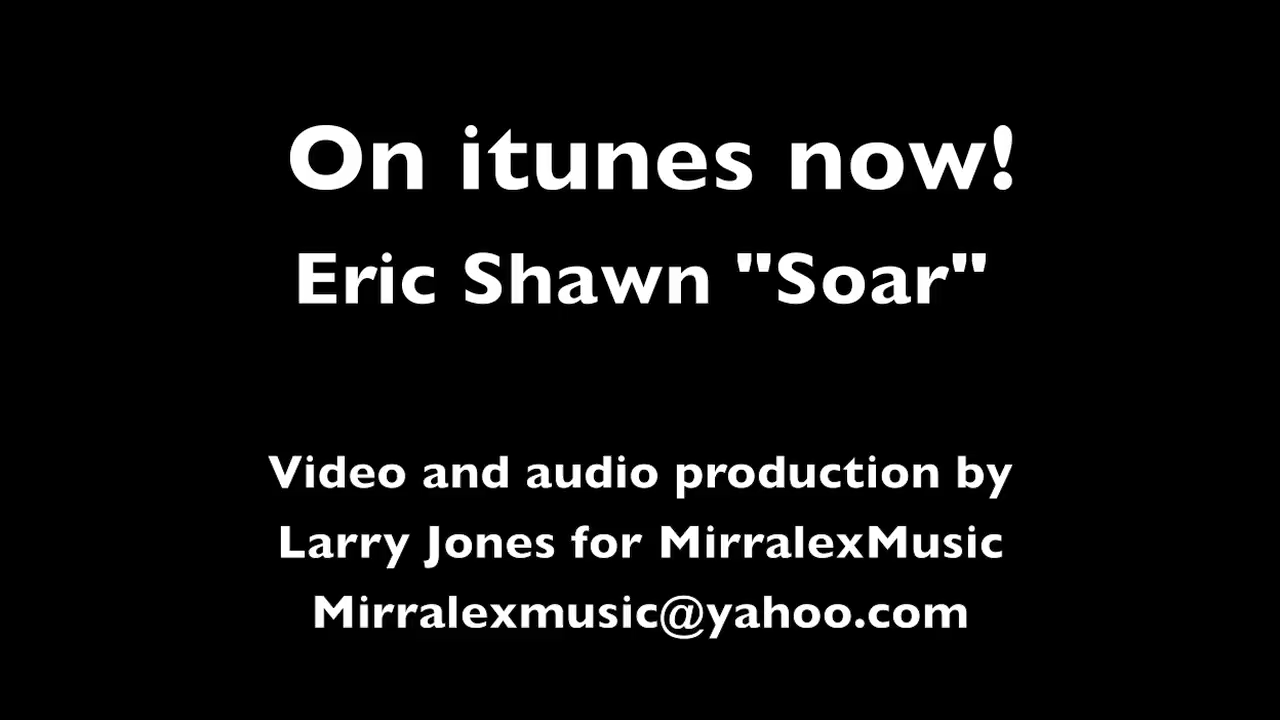 On itunes now!
Eric Shawn "Soar"
Video and audio production by
Larry Jones for MirralexMusic
Mirralexmusic@yahoo.com